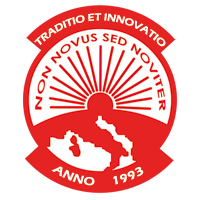 TRADITIO ET INNOVATIO
NON NOVUS SED NOVITER
ANNO 1993